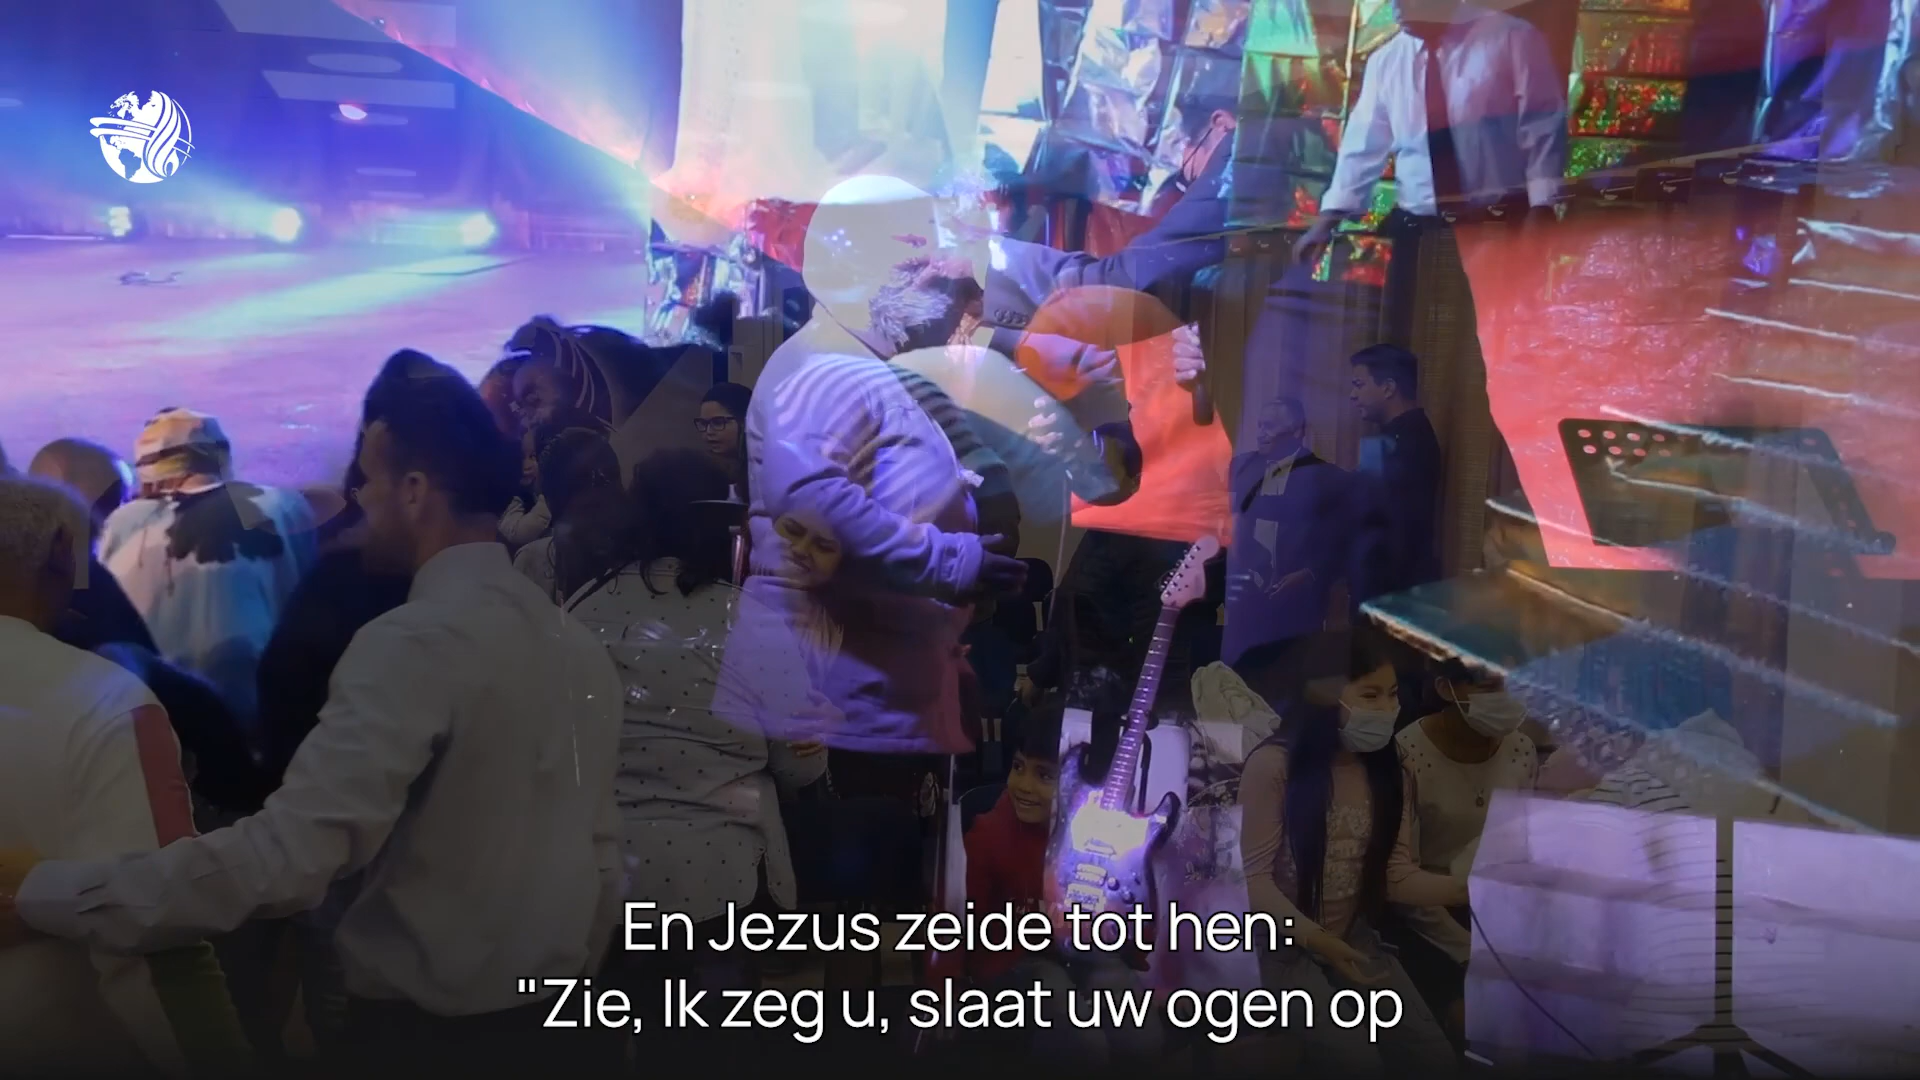 En Jezus zeide tot hen:
"Zie, Ik zeg u, slaat uw ogen op